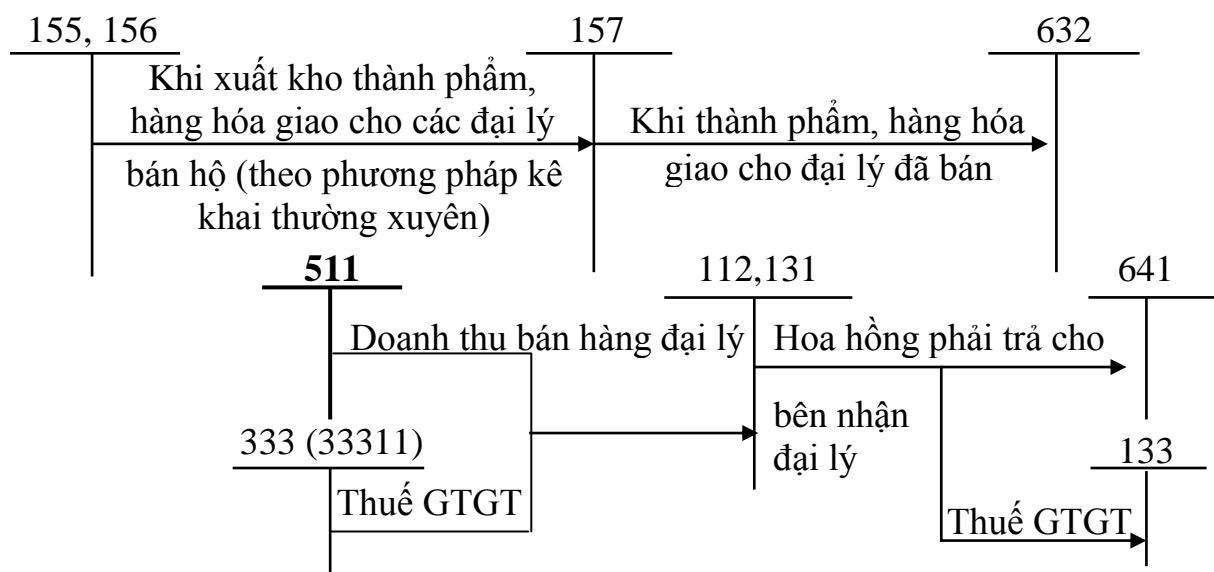 155, 156
157
632
Khi xuất kho thành phẩm,
hàng hóa giao cho các đại lý
bán hộ (theo phương pháp kê
khai thường xuyên)
Khi thành phẩm, hàng hóa
giao cho đại lý đã bán
511
112,131
641
Doanh thu bán hàng đại lý
Hoa hồng phải trả cho
bên nhận
đại lý
333 (33311)
133
Thuế GTGT
Thuế GTGT